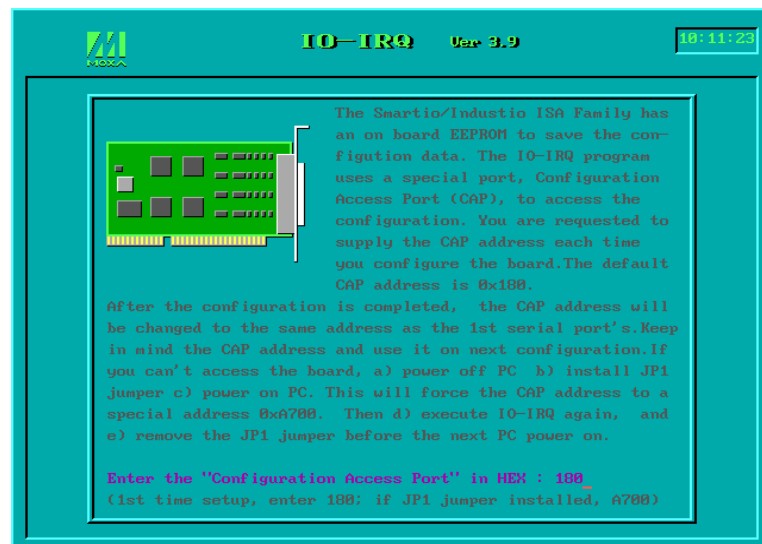 MOXA
IO-IRQ Ver 3.9
10:11:23
The Smartio/Industio ISA Family has
an on board EEPROM to save the con-
figution data. The IO-IRQ program
uses a special port, Configuration
Access Port (CAP), to access the
configuration. You are requested to
supply the CAP address each time
you configure the board.The default
CAP address is 0x180.
After the configuration is completed, the CAP address will
be changed to the same address as the 1st serial port's.Keep
in mind the CAP address and use it on next configuration.If
you can't access the board, a) power off PC b) install JP1
jumper c) power on PC. This will force the CAP address to a
special address 0xA700. Then d) execute IO-IRQ again, and
e) remove the JP1 jumper before the next PC power on.
Enter the "Configuration Access Port" in HEX : 180_
(1st time setup, enter 180; if JP1 jumper installed, A700)